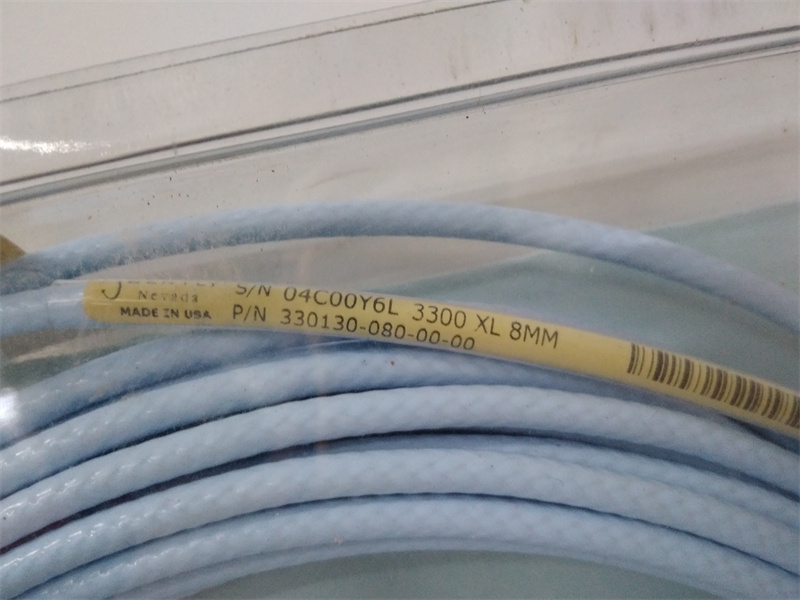 Nevada
MADE IN USA
S/N 04C00Y6L 3300 XL 8MM
P/N 330130-080-00-00